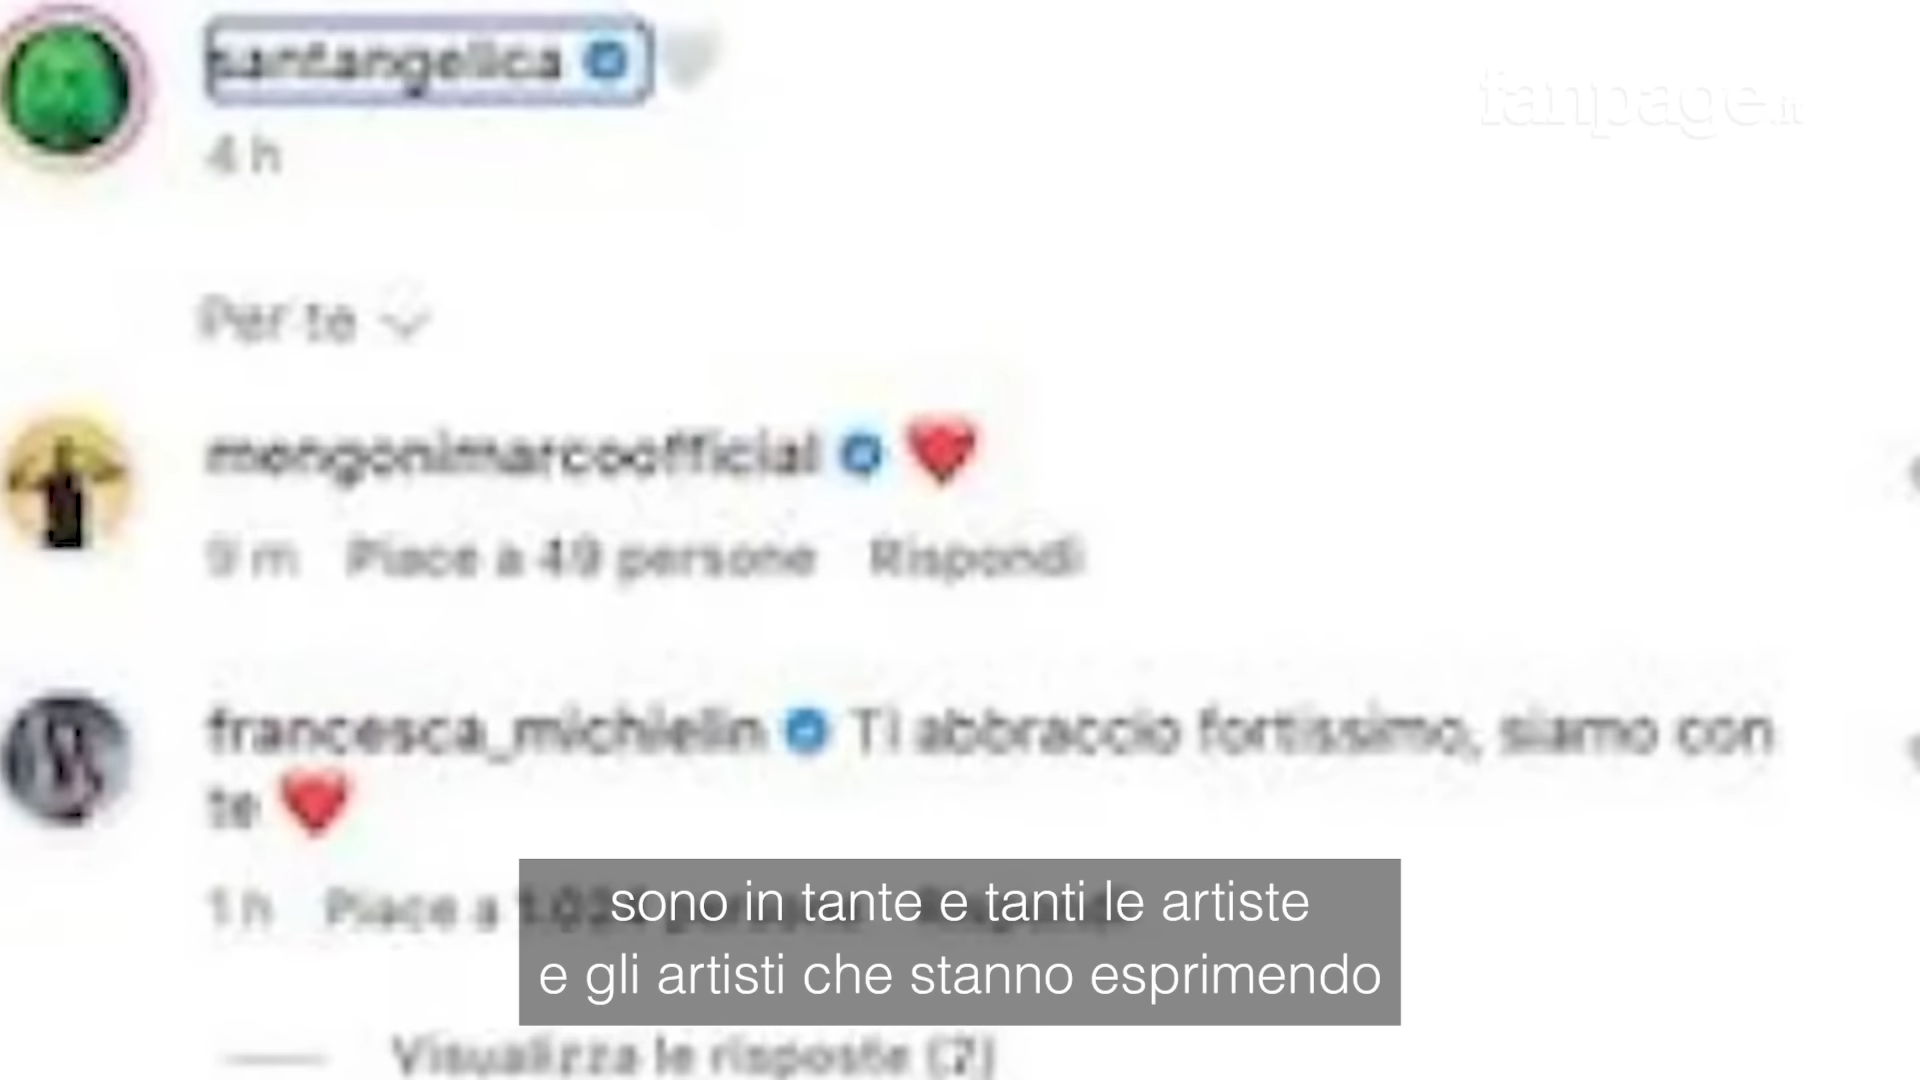 santangelica
fanpage.it
4 h
Per te
mengonimarcoofficial
9 m Piace a 49 persone Rispondi
francesca_michielin Ti abbraccio fortissimo, siamo con
te
1 h Piace a
sono in tante e tanti le artiste
e gli artisti che stanno esprimendo
Visualizza le risposte (7)